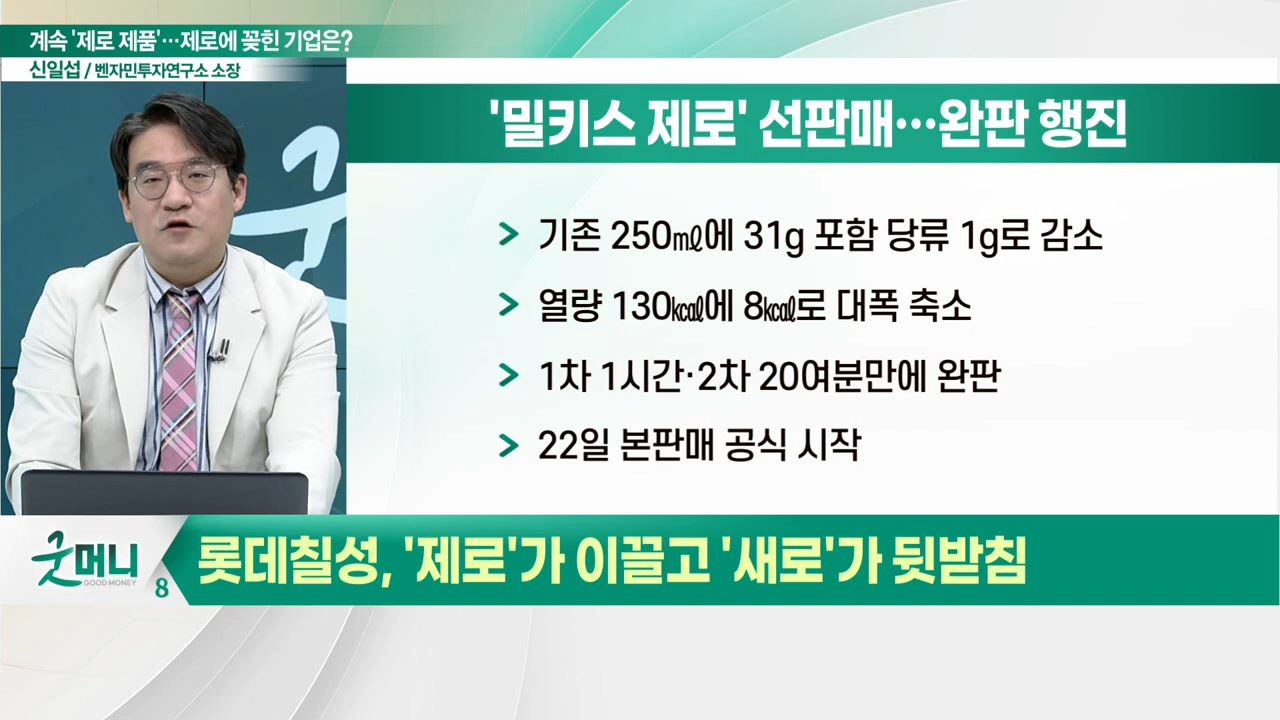 계속 '제로 제품'…제로에 꽂힌 기업은?
신일섭 / 벤자민투자연구소 소장
'밀키스 제로' 선판매…완판 행진
> 기존 250㎖에 31g 포함 당류 1g로 감소
> 열량 130㎉에 8㎉로 대폭 축소
> 1차 1시간·2차 20여분만에 완판
> 22일 본판매 공식 시작
굿머니
GOOD MONEY
8
롯데칠성, '제로'가 이끌고 '새로'가 뒷받침